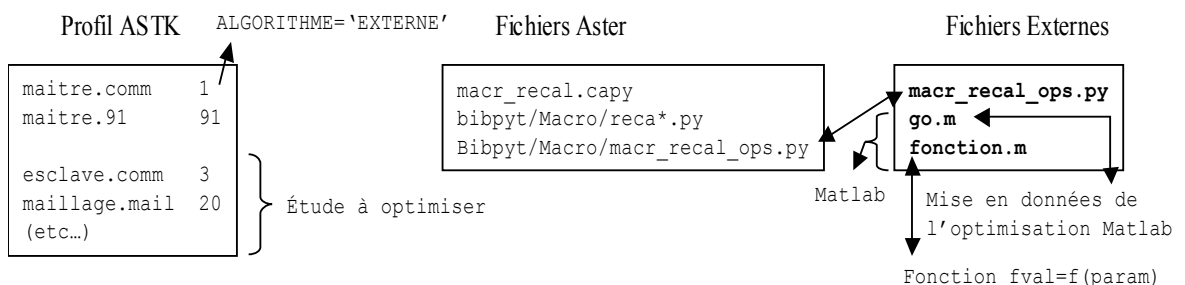 Profil ASTK
ALGORITHME=‘EXTERNE’
maitre.comm 1
maitre.91 91
esclave.comm 3
maillage.mail 20
(etc…)
Étude à optimiser
Fichiers Aster
macr_recal.capy
bibpyt/Macro/reca*.py
Bibpyt/Macro/macr_recal_ops.py
Fichiers Externes
macr_recal_ops.py
go.m
fonction.m
Matlab
Mise en données de
l’optimisation Matlab
Fonction fval=f(param)